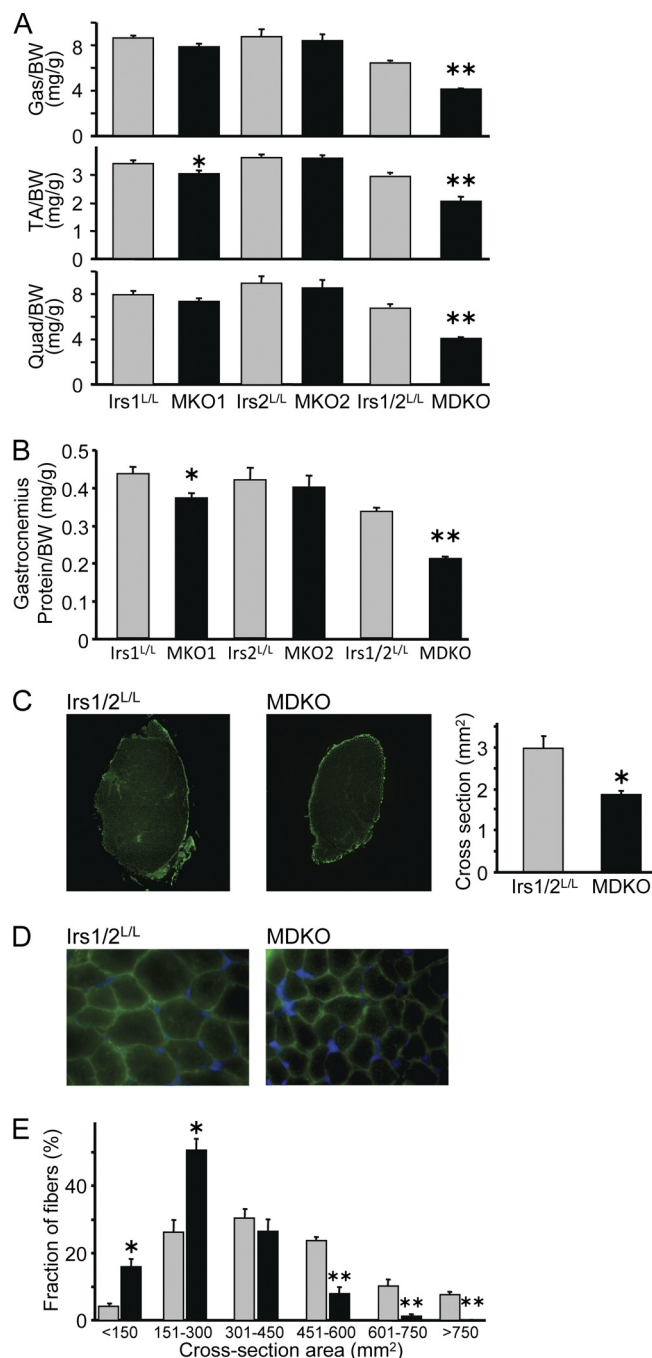 A
Gas/BW
(mg/g)
8
4
0
**
TA/BW
(mg/g)
3
2
1
0
*
**
Quad/BW
(mg/g)
8
4
0
**
Irs1L/L MKO1 Irs2L/L MKO2 Irs1/2L/L MDKO
B
Gastrocnemius
Protein/BW (mg/g)
0.4
0.3
0.2
0.1
0
*
**
Irs1L/L MKO1 Irs2L/L MKO2 Irs1/2L/L MDKO
C
Irs1/2L/L MDKO
Cross section (mm²)
3
2
1
0
*
Irs1/2L/L MDKO
D
Irs1/2L/L MDKO
E
Fraction of fibers (%)
40
20
0
*
*
**
**
**
<150 151-300 301-450 451-600 601-750 >750
Cross-section area (mm²)